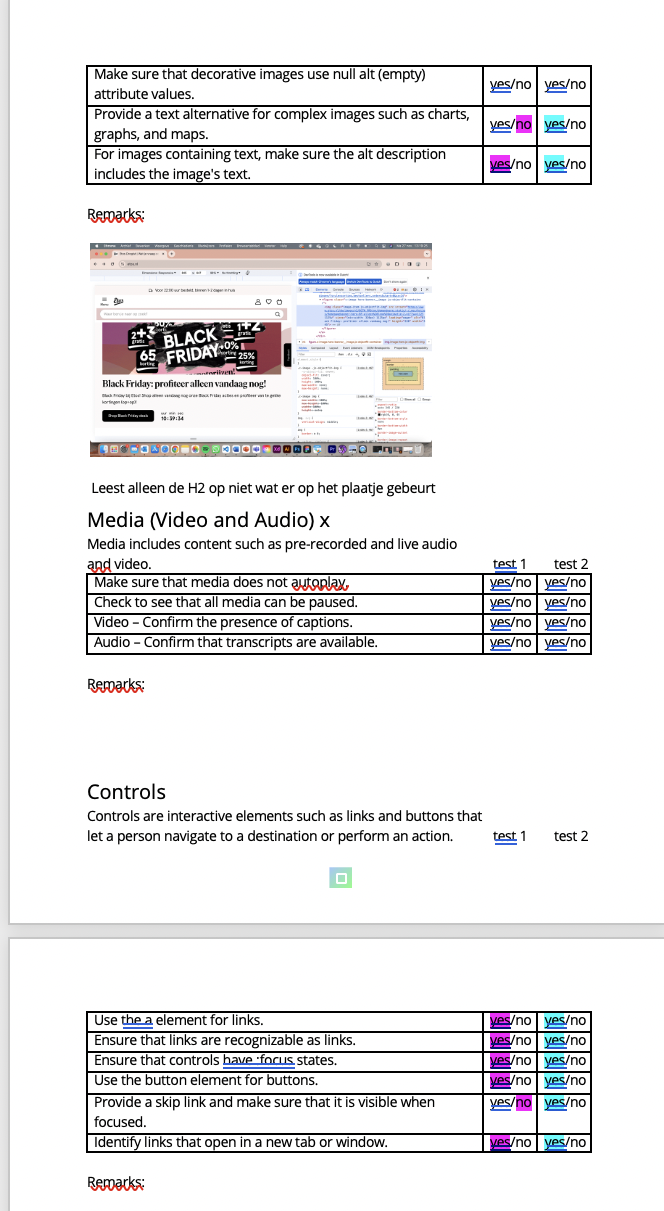 Make sure that decorative images use null alt (empty)
attribute values.
yes/no yes/no
Provide a text alternative for complex images such as charts,
graphs, and maps.
yes/no yes/no
For images containing text, make sure the alt description
includes the image's text.
yes/no yes/no
Remarks:
BLACK
FRIDAY
65
25%
Black Friday: profiteer alleen vandaag nog!
Shop Black Friday deals
Leest alleen de H2 op niet wat er op het plaatje gebeurt
Media (Video and Audio) x
Media includes content such as pre-recorded and live audio
and video. test 1 test 2
Make sure that media does not autoplay. yes/no yes/no
Check to see that all media can be paused. yes/no yes/no
Video – Confirm the presence of captions. yes/no yes/no
Audio – Confirm that transcripts are available. yes/no yes/no
Remarks:
Controls
Controls are interactive elements such as links and buttons that
let a person navigate to a destination or perform an action. test 1 test 2
Use the a element for links. yes/no yes/no
Ensure that links are recognizable as links. yes/no yes/no
Ensure that controls have :focus states. yes/no yes/no
Use the button element for buttons. yes/no yes/no
Provide a skip link and make sure that it is visible when
focused.
yes/no yes/no
Identify links that open in a new tab or window. yes/no yes/no
Remarks: